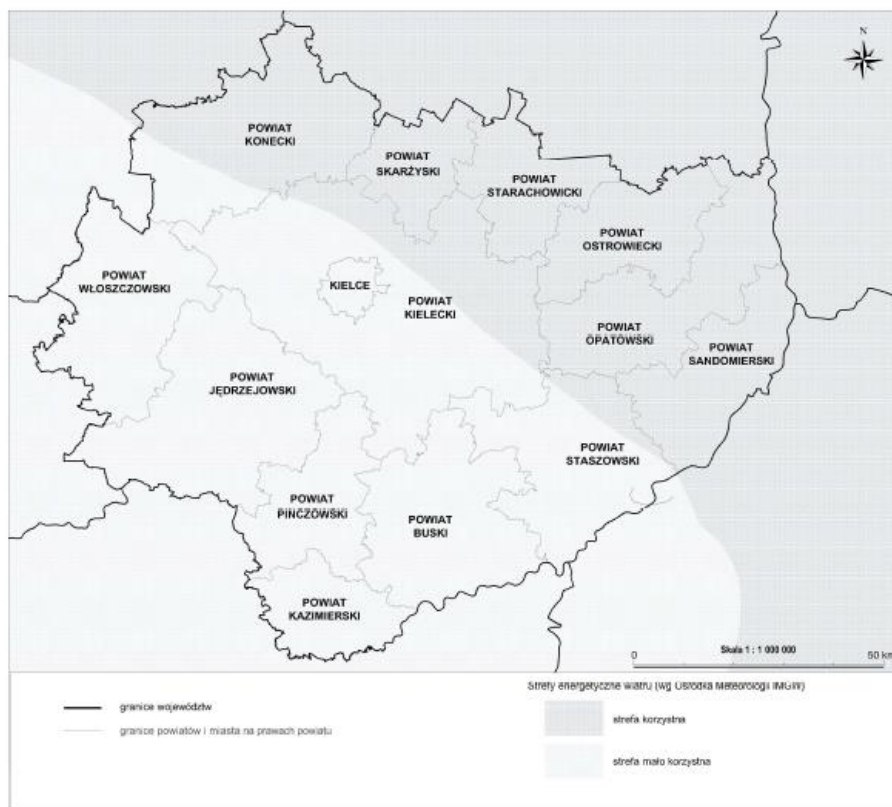 N
POWIAT
KONECKI
POWIAT
SKARŻYSKI
POWIAT
STARACHOWICKI
POWIAT
OSTROWIECKI
POWIAT
WŁOSZCZOWSKI
KIELCE
POWIAT
KIELECKI
POWIAT
OPATOWSKI
POWIAT
SANDOMIERSKI
POWIAT
JĘDRZEJOWSKI
POWIAT
STASZOWSKI
POWIAT
PIŃCZOWSKI
POWIAT
BUSKI
POWIAT
KAZIMIERSKI
0 Skala 1 : 1 000 000 50 km
Strefy energetyczne wiatru (wg Ośrodka Meteorologii IMGW)
granice województw
granice powiatów i miasta na prawach powiatu
strefa korzystna
strefa mało korzystna